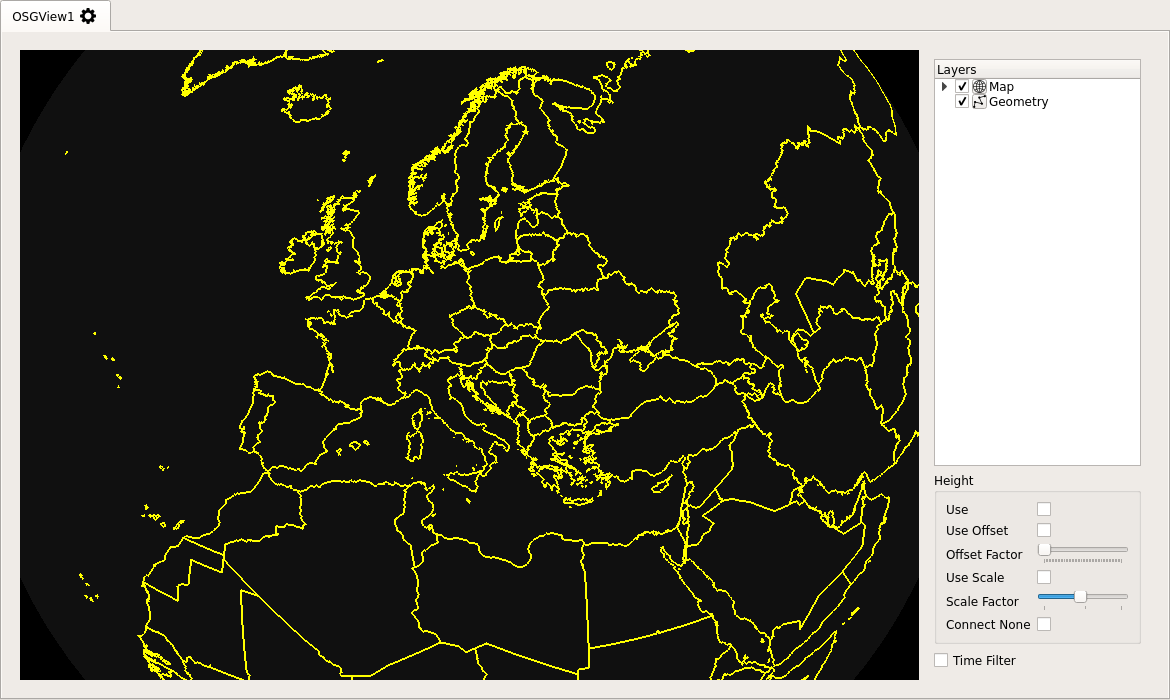 OSGView1
Layers
Map
Geometry
Height
Use
Use Offset
Offset Factor
Use Scale
Scale Factor
Connect None
Time Filter